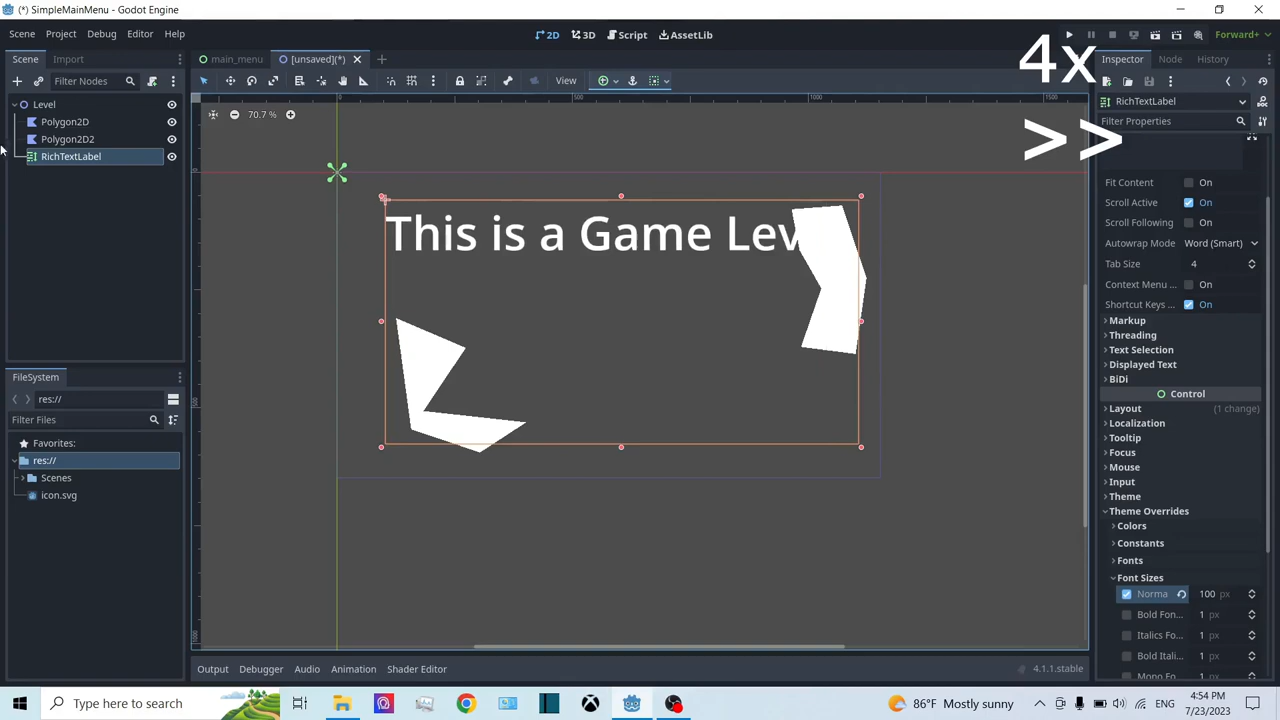 (*) SimpleMainMenu - Godot Engine
Scene Project Debug Editor Help
2D 3D Script AssetLib
Forward+
4x
>>
Scene Import
main_menu
[unsaved](*)
Inspector Node History
Filter Nodes
View
Level
Polygon2D
Polygon2D2
RichTextLabel
70.7 %
0 500 1000 1500
This is a Game Lev
RichTextLabel
Filter Properties
Fit Content On
Scroll Active On
Scroll Following On
Autowrap Mode Word (Smart)
Tab Size 4
Context Menu ... On
Shortcut Keys ... On
Markup
Threading
Text Selection
Displayed Text
BiDi
Control
Layout (1 change)
Localization
Tooltip
Focus
Mouse
Input
Theme
Theme Overrides
Colors
Constants
Fonts
Font Sizes
Norma 100 px
Bold Fon... 1 px
Italics Fo... 1 px
Bold Itali... 1 px
Mono Fo
FileSystem
res://
Filter Files
Favorites:
res://
Scenes
icon.svg
Output Debugger Audio Animation Shader Editor
4.1.1.stable
Type here to search
86°F Mostly sunny
ENG
4:54 PM
7/23/2023